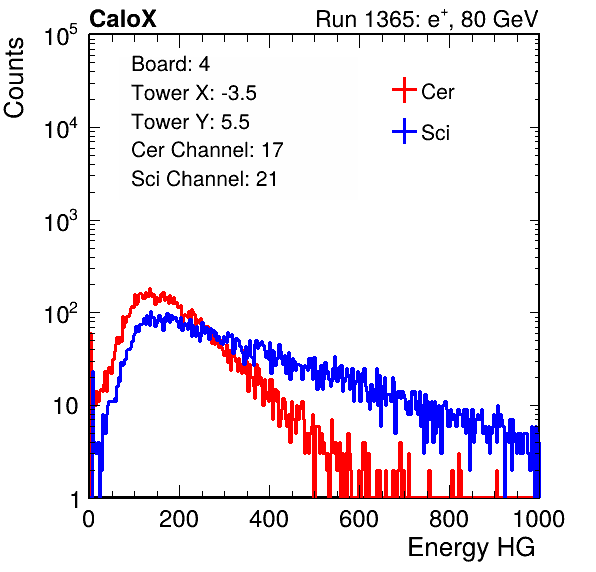 CaloX Run 1365: e⁺, 80 GeV
Counts
10⁵
10⁴
10³
10²
10
1
Board: 4
Tower X: -3.5
Tower Y: 5.5
Cer Channel: 17
Sci Channel: 21
Cer
Sci
0 200 400 600 800 1000
Energy HG